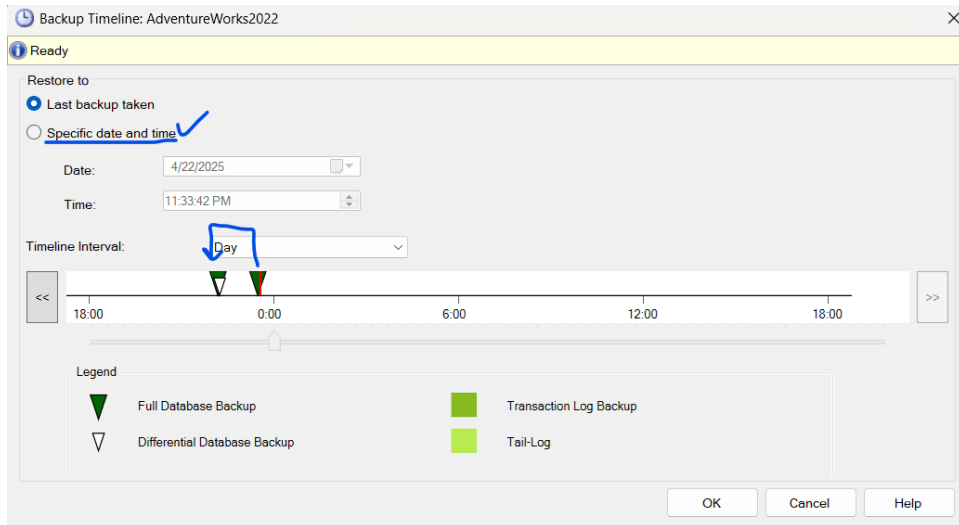 Backup Timeline: AdventureWorks2022
Ready
Restore to
Last backup taken
Specific date and time
Date: 4/22/2025
Time: 11:33:42 PM
Timeline Interval: Day
<< >>
18:00 0:00 6:00 12:00 18:00
Legend
Full Database Backup Transaction Log Backup
Differential Database Backup Tail-Log
OK Cancel Help